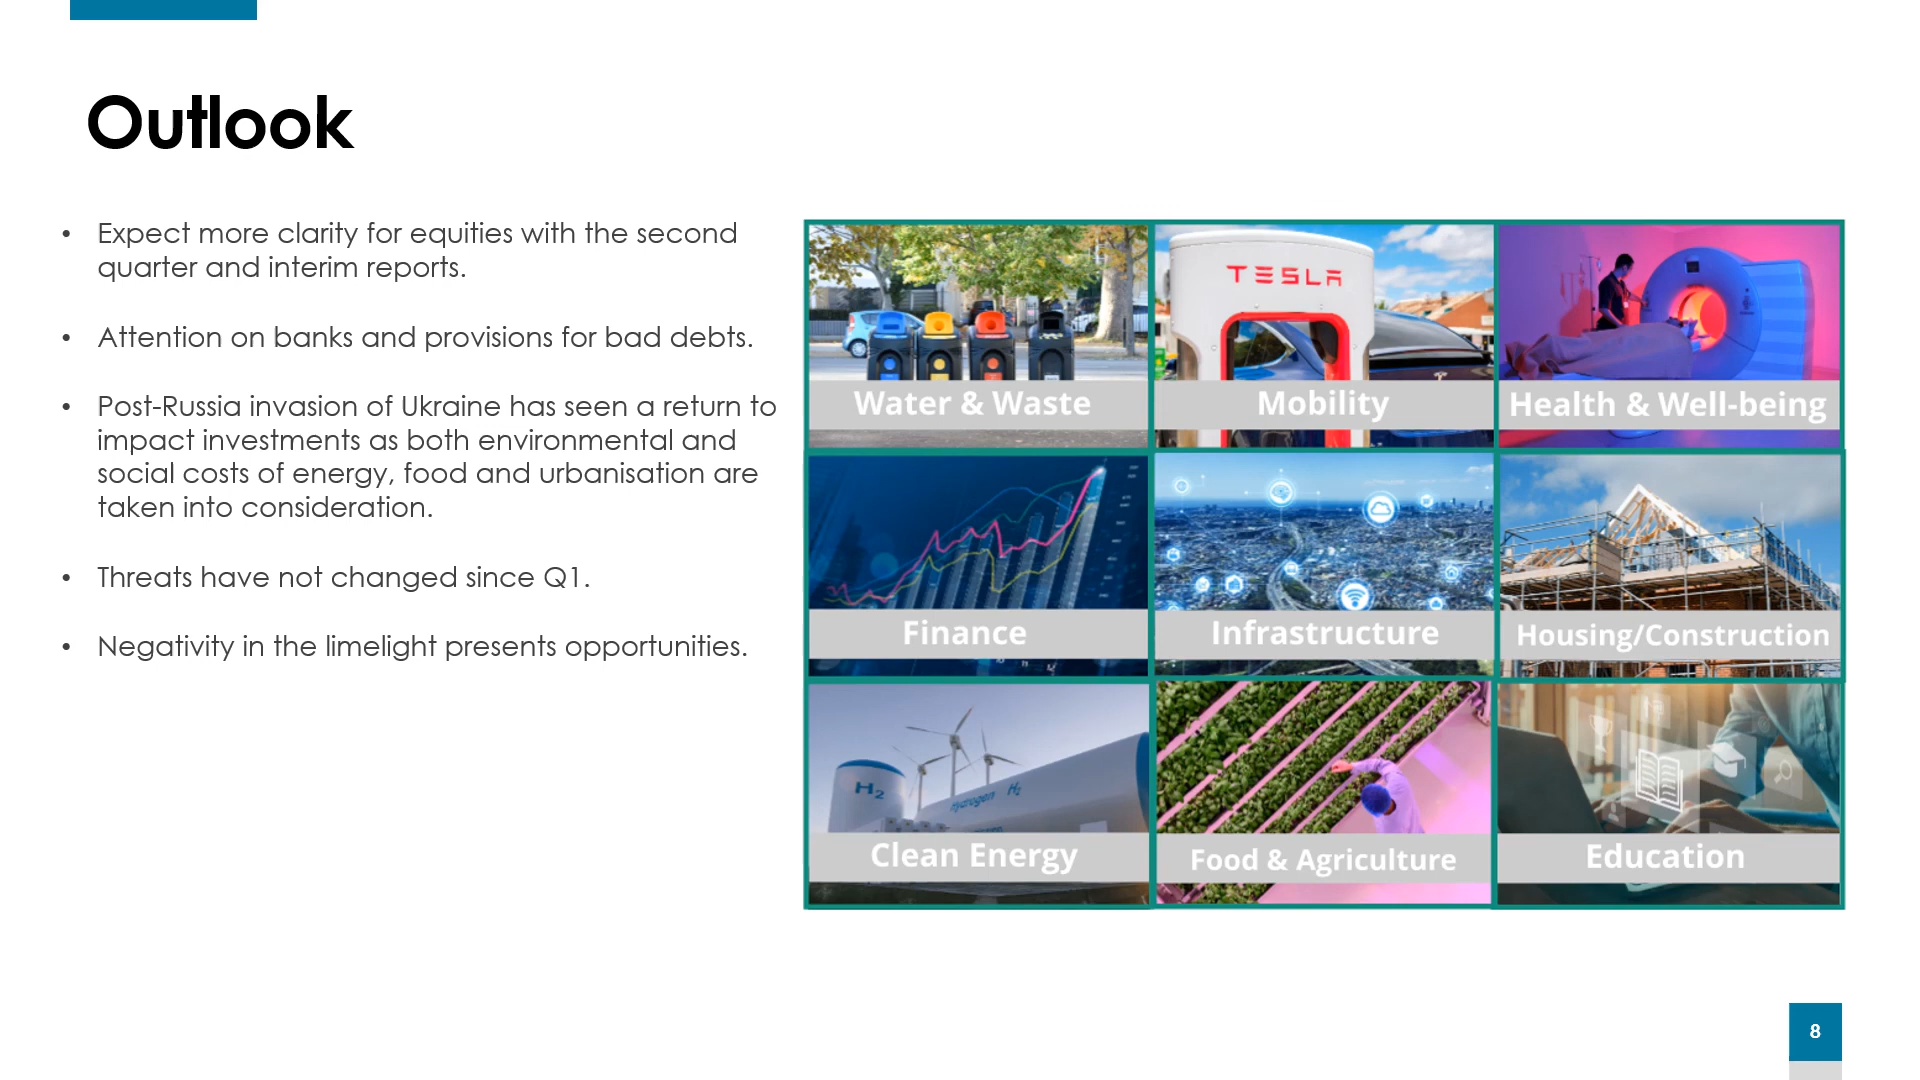 Outlook
• Expect more clarity for equities with the second
quarter and interim reports.
• Attention on banks and provisions for bad debts.
• Post-Russia invasion of Ukraine has seen a return to
impact investments as both environmental and
social costs of energy, food and urbanisation are
taken into consideration.
• Threats have not changed since Q1.
• Negativity in the limelight presents opportunities.
TESLA
Water & Waste
Mobility
Health & Well-being
Finance
Infrastructure
Housing/Construction
H₂
hydrogen H₂
Clean Energy
Food & Agriculture
Education
8